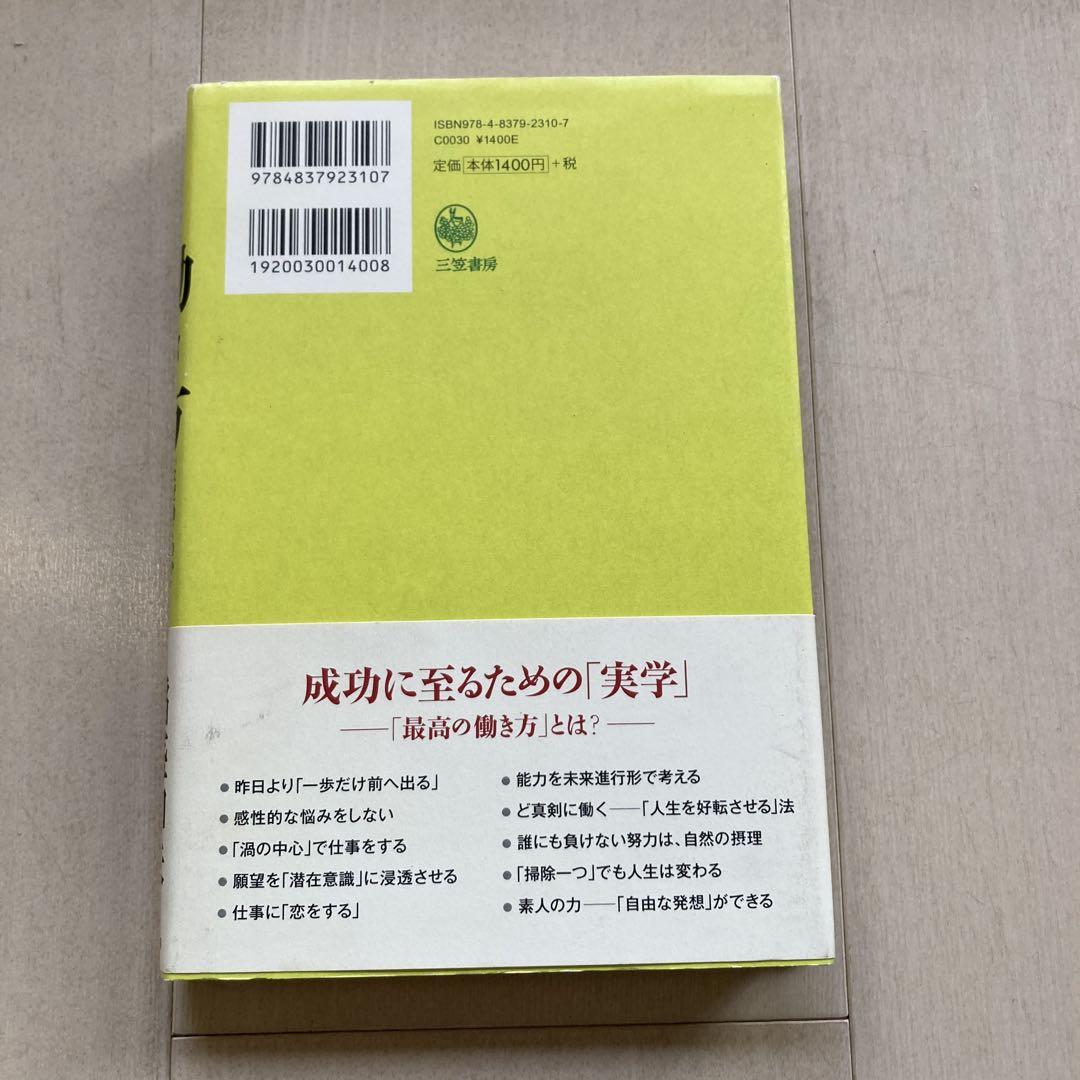 9784837923107
1920030014008
ISBN978-4-8379-2310-7
C0030 ¥1400E
定価 本体1400円+税
三笠書房
成功に至るための「実学」
──「最高の働き方」とは?──
● 昨日より「一歩だけ前へ出る」
● 感性的な悩みをしない
● 「渦の中心」で仕事をする
● 願望を「潜在意識」に浸透させる
● 仕事に「恋をする」
● 能力を未来進行形で考える
● ど真剣に働く──「人生を好転させる」法
● 誰にも負けない努力は、自然の摂理
● 「掃除一つ」でも人生は変わる
● 素人の力──「自由な発想」ができる